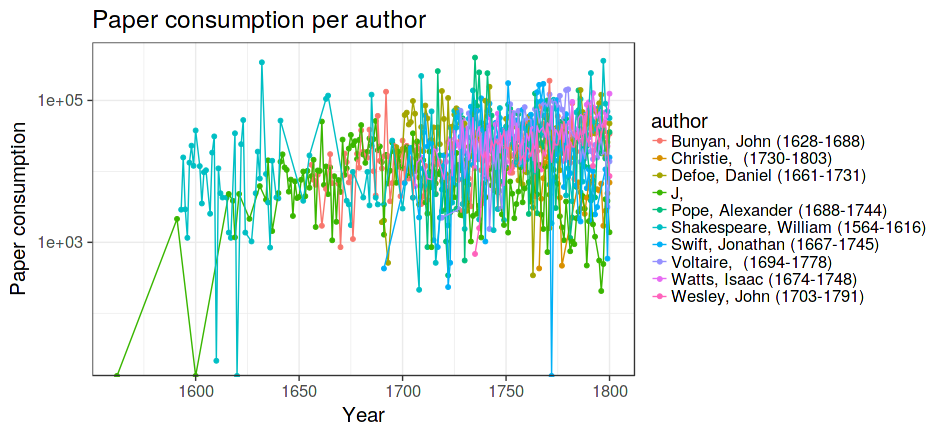 Paper consumption per author
Paper consumption
1e+05
1e+03
1600
1650
1700
1750
1800
Year
author
Bunyan, John (1628-1688)
Christie,  (1730-1803)
Defoe, Daniel (1661-1731)
J,
Pope, Alexander (1688-1744)
Shakespeare, William (1564-1616)
Swift, Jonathan (1667-1745)
Voltaire,  (1694-1778)
Watts, Isaac (1674-1748)
Wesley, John (1703-1791)